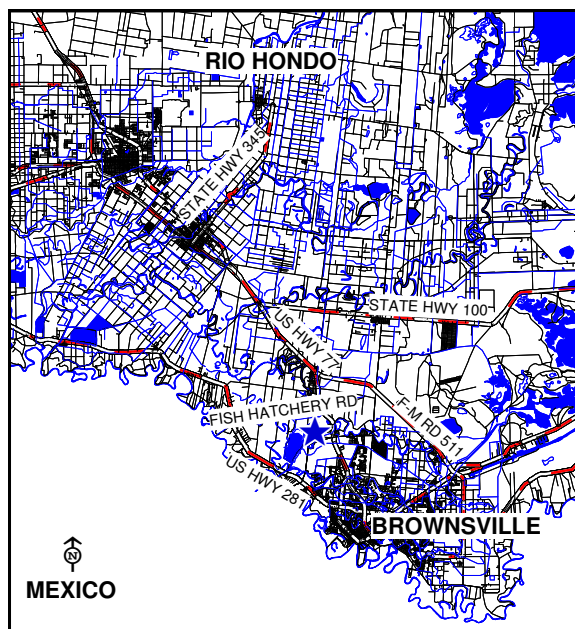 RIO HONDO
STATE HWY 345
STATE HWY 100
US HWY 77
FISH HATCHERY RD
F-M RD 511
US HWY 281
BROWNSVILLE
N
MEXICO